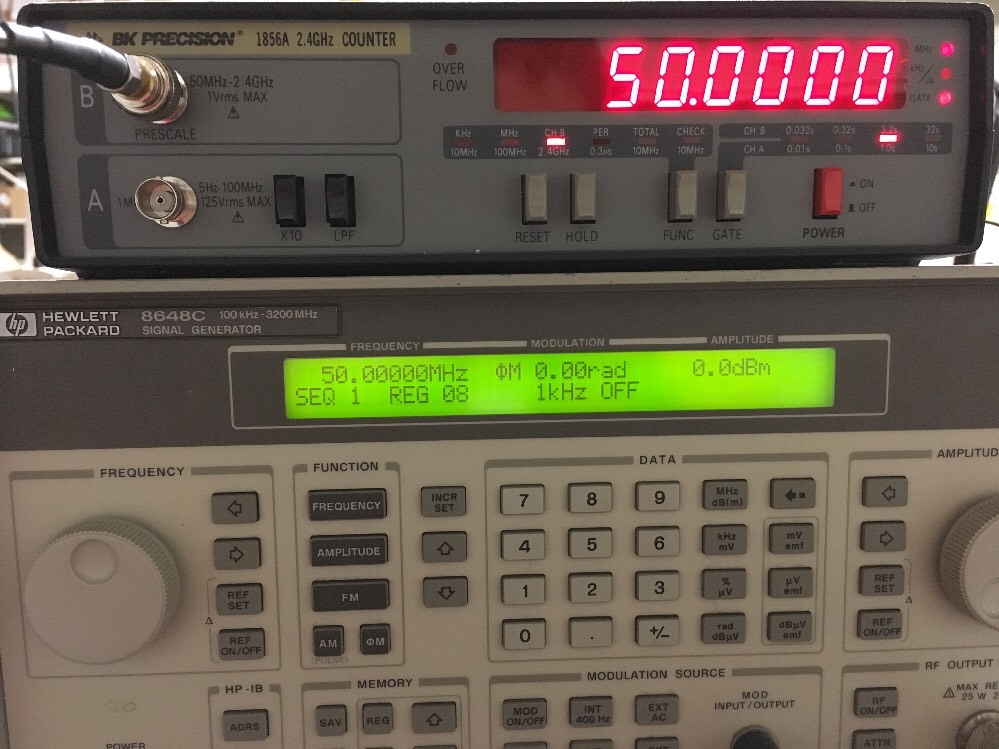 BK PRECISION® 1856A 2.4GHz COUNTER
B
50MHz-2.4GHz
1Vrms MAX
PRESCALE
A
1M
5Hz-100MHz
125Vrms MAX
X10
LPF
OVER
FLOW
50.0000
MHz
kHz
GATE
KHz MHz CH B PER TOTAL CHECK
10MHz 100MHz 2.4GHz 0.3µs 10MHz 10MHz
CH B 0.032s 0.32s 3.2s 32s
CH A 0.01s 0.1s 1.0s 10s
RESET HOLD FUNC GATE POWER
ON
OFF
hp HEWLETT
PACKARD
8648C 100 kHz-3200 MHz
SIGNAL GENERATOR
FREQUENCY MODULATION AMPLITUDE
50.00000MHz ΦM 0.00rad 0.0dBm
SEQ 1 REG 08 1kHz OFF
FREQUENCY
REF
SET
REF
ON/OFF
FUNCTION
FREQUENCY
AMPLITUDE
FM
AM
ΦM
(PULSE)
INCR
SET
DATA
7 8 9 MHz
dB(m)
4 5 6 kHz
mV
mV
emf
1 2 3 %
µV
µV
emf
0 . +/- rad
dBµV
dBµV
emf
AMPLITUD
REF
SET
REF
ON/OFF
HP-IB
ADRS
20
POWER
MEMORY
SAV REG
MODULATION SOURCE
MOD
ON/OFF
INT
400 Hz
EXT
AC
MOD
INPUT/OUTPUT
RF OUTPUT
MAX RE
25 W 2
RF
ON/OFF
ATTN